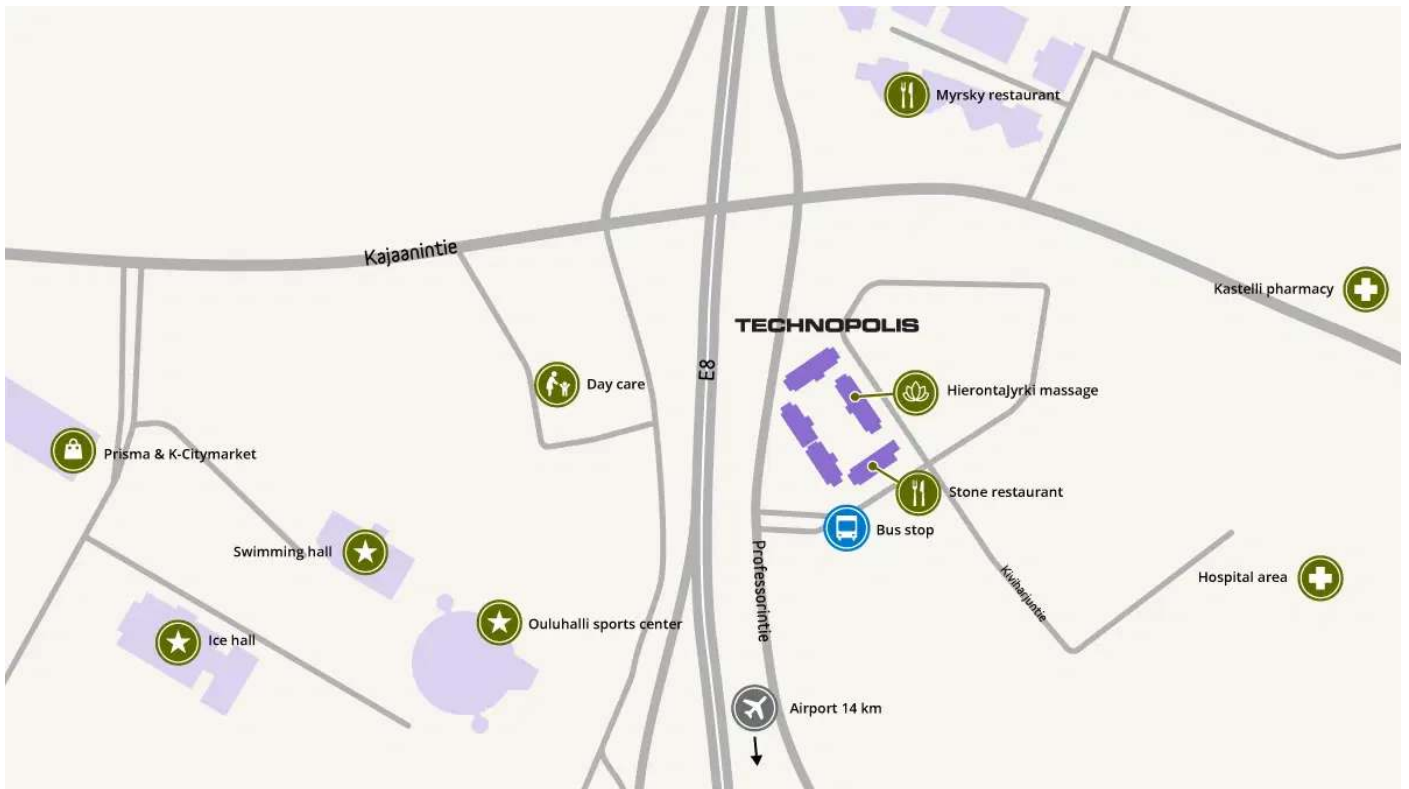 Myrsky restaurant
Kajaanintie
Kastelli pharmacy
TECHNOPOLIS
E8
Day care
HierontaJyrki massage
Prisma & K-Citymarket
Stone restaurant
Bus stop
Swimming hall
Professorintie
Kiviharjuntie
Hospital area
Ouluhalli sports center
Ice hall
Airport 14 km